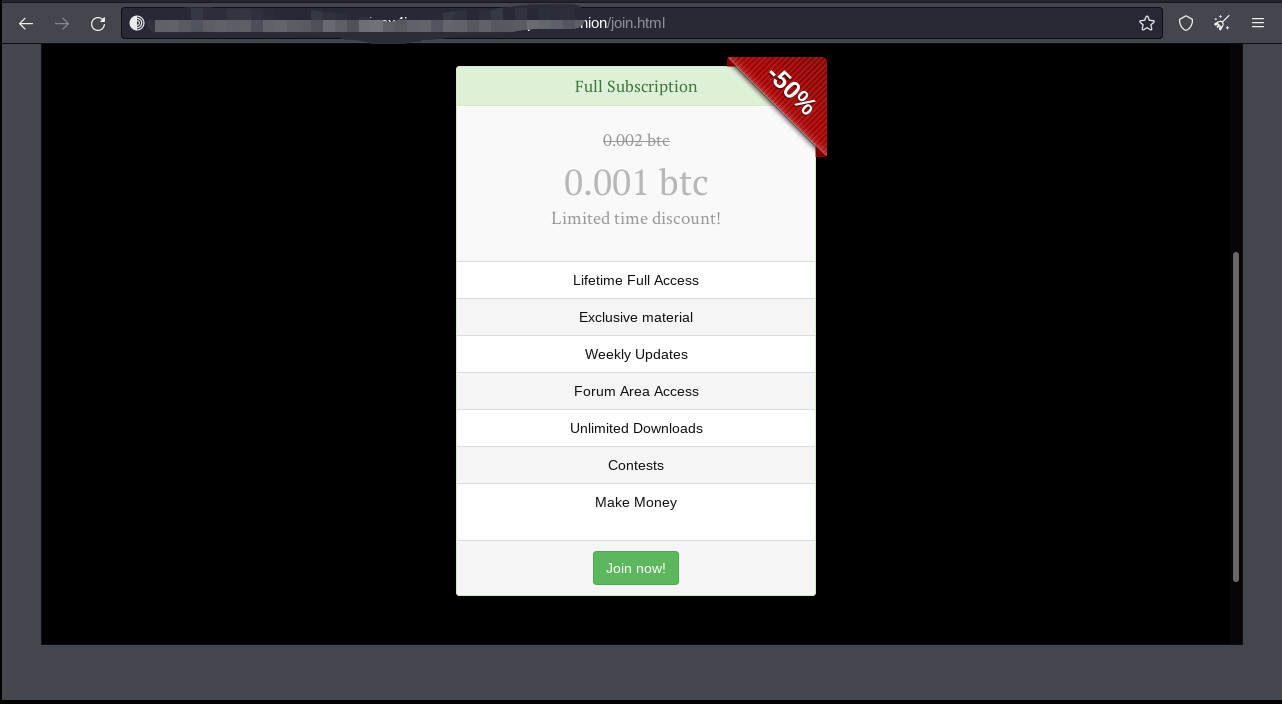 nion/join.html
-50%
Full Subscription
0.002 btc
0.001 btc
Limited time discount!
Lifetime Full Access
Exclusive material
Weekly Updates
Forum Area Access
Unlimited Downloads
Contests
Make Money
Join now!